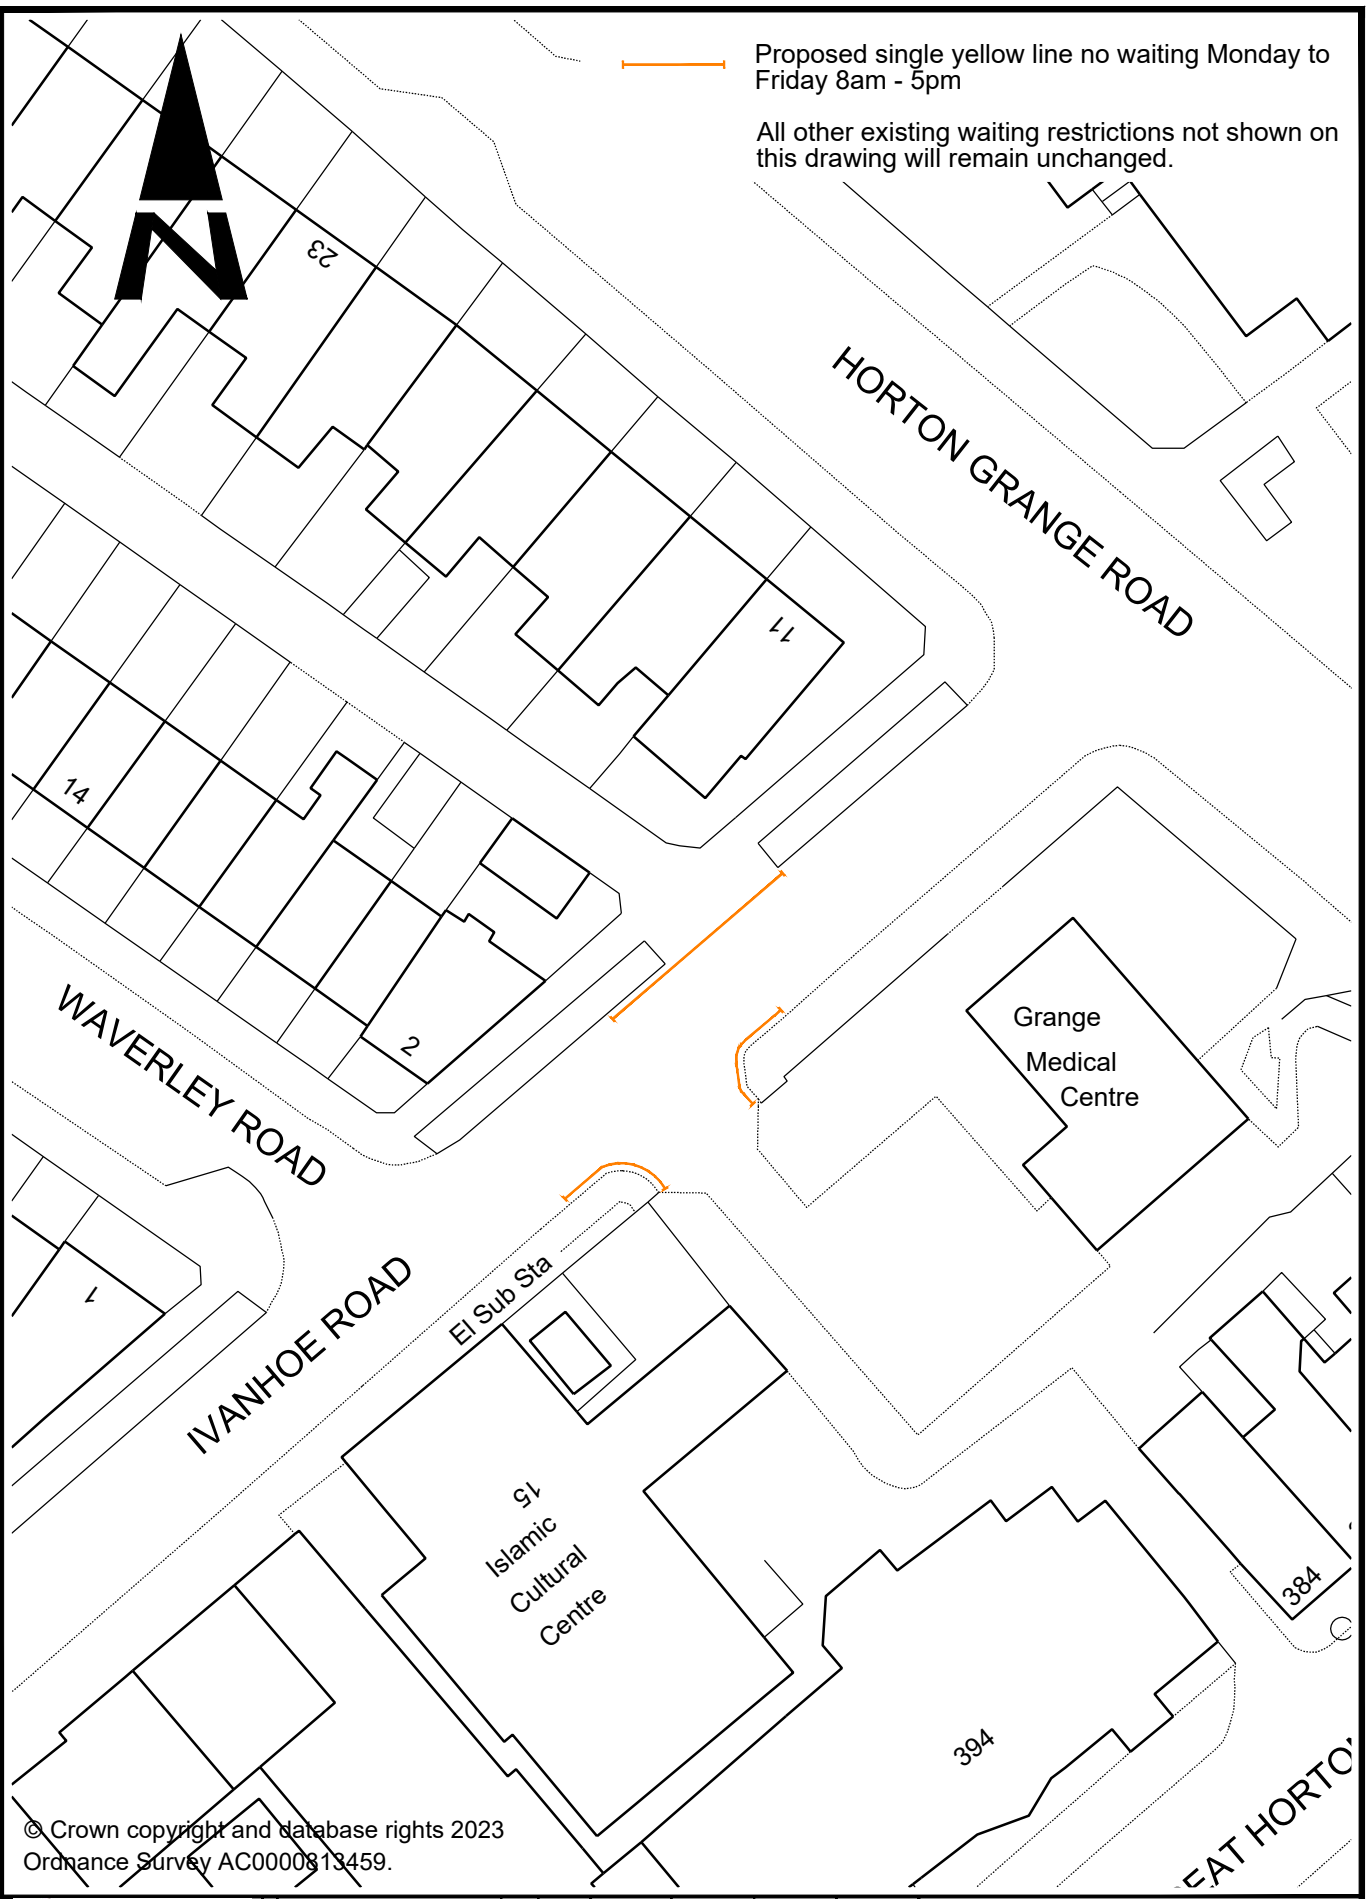 Proposed single yellow line no waiting Monday to
Friday 8am - 5pm
All other existing waiting restrictions not shown on
this drawing will remain unchanged.
N
23
HORTON GRANGE ROAD
11
14
2
WAVERLEY ROAD
Grange
Medical
Centre
1
IVANHOE ROAD
El Sub Sta
15
Islamic
Cultural
Centre
384
394
EAT HORTO
© Crown copyright and database rights 2023
Ordnance Survey AC0000813459.